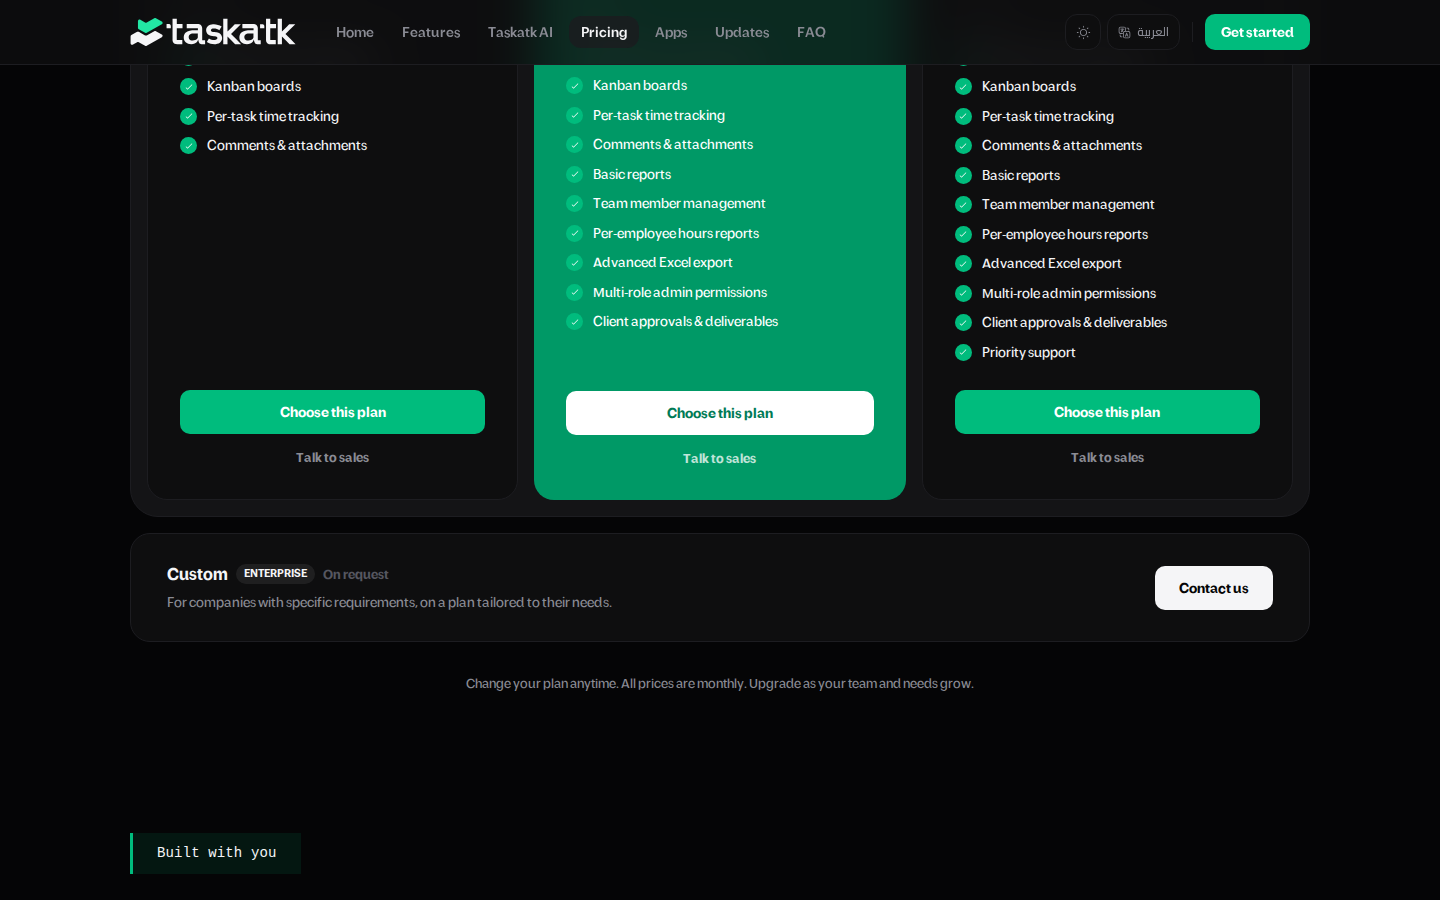 taskatk
Home
Features
Taskatk AI
Pricing
Apps
Updates
FAQ
العربية
Get started
Kanban boards
Per-task time tracking
Comments & attachments
Choose this plan
Talk to sales
Kanban boards
Per-task time tracking
Comments & attachments
Basic reports
Team member management
Per-employee hours reports
Advanced Excel export
Multi-role admin permissions
Client approvals & deliverables
Choose this plan
Talk to sales
Kanban boards
Per-task time tracking
Comments & attachments
Basic reports
Team member management
Per-employee hours reports
Advanced Excel export
Multi-role admin permissions
Client approvals & deliverables
Priority support
Choose this plan
Talk to sales
Custom ENTERPRISE On request
For companies with specific requirements, on a plan tailored to their needs.
Contact us
Change your plan anytime. All prices are monthly. Upgrade as your team and needs grow.
Built with you